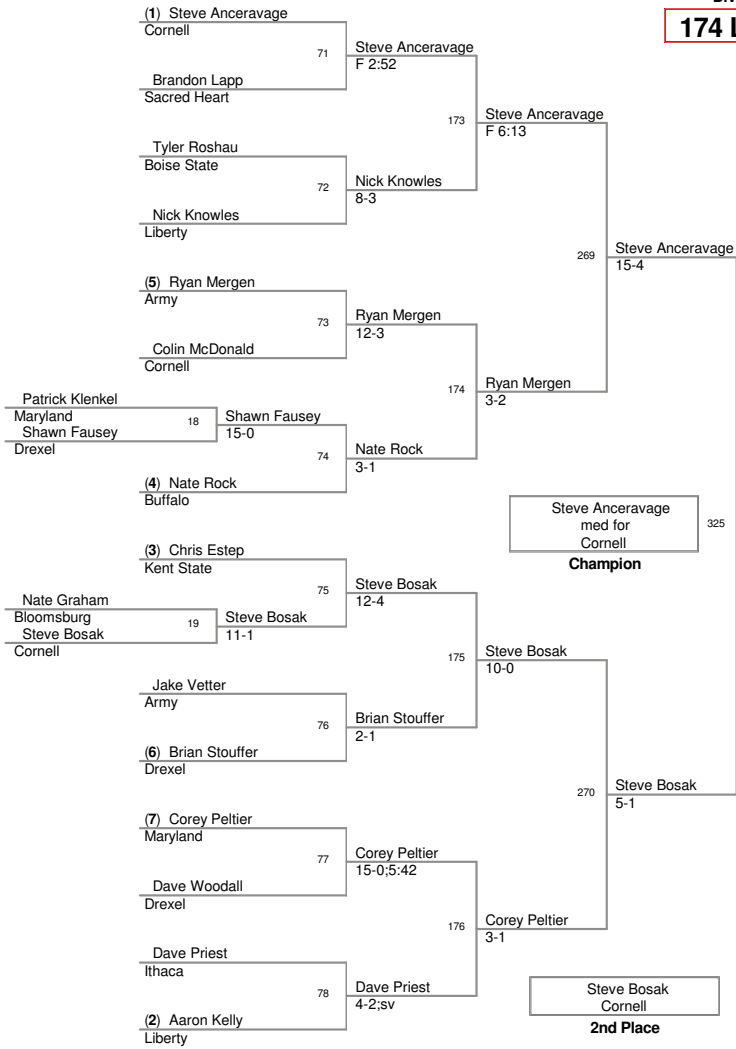 (1) Steve Anceravage
Cornell
71
Steve Anceravage
F 2:52
Brandon Lapp
Sacred Heart
173
Steve Anceravage
F 6:13
Tyler Roshau
Boise State
72
Nick Knowles
8-3
Nick Knowles
Liberty
269
Steve Anceravage
15-4
(5) Ryan Mergen
Army
73
Ryan Mergen
12-3
Colin McDonald
Cornell
174
Ryan Mergen
3-2
Patrick Klenkel
Maryland
18
Shawn Fausey
15-0
Shawn Fausey
Drexel
74
Nate Rock
3-1
(4) Nate Rock
Buffalo
Steve Anceravage
med for
Cornell
325
Champion
(3) Chris Estep
Kent State
75
Steve Bosak
12-4
Nate Graham
Bloomsburg
19
Steve Bosak
11-1
Steve Bosak
Cornell
175
Steve Bosak
10-0
Jake Vetter
Army
76
Brian Stouffer
2-1
(6) Brian Stouffer
Drexel
270
Steve Bosak
5-1
(7) Corey Peltier
Maryland
77
Corey Peltier
15-0;5:42
Dave Woodall
Drexel
176
Corey Peltier
3-1
Dave Priest
Ithaca
78
Dave Priest
4-2;sv
(2) Aaron Kelly
Liberty
Steve Bosak
Cornell
2nd Place
174